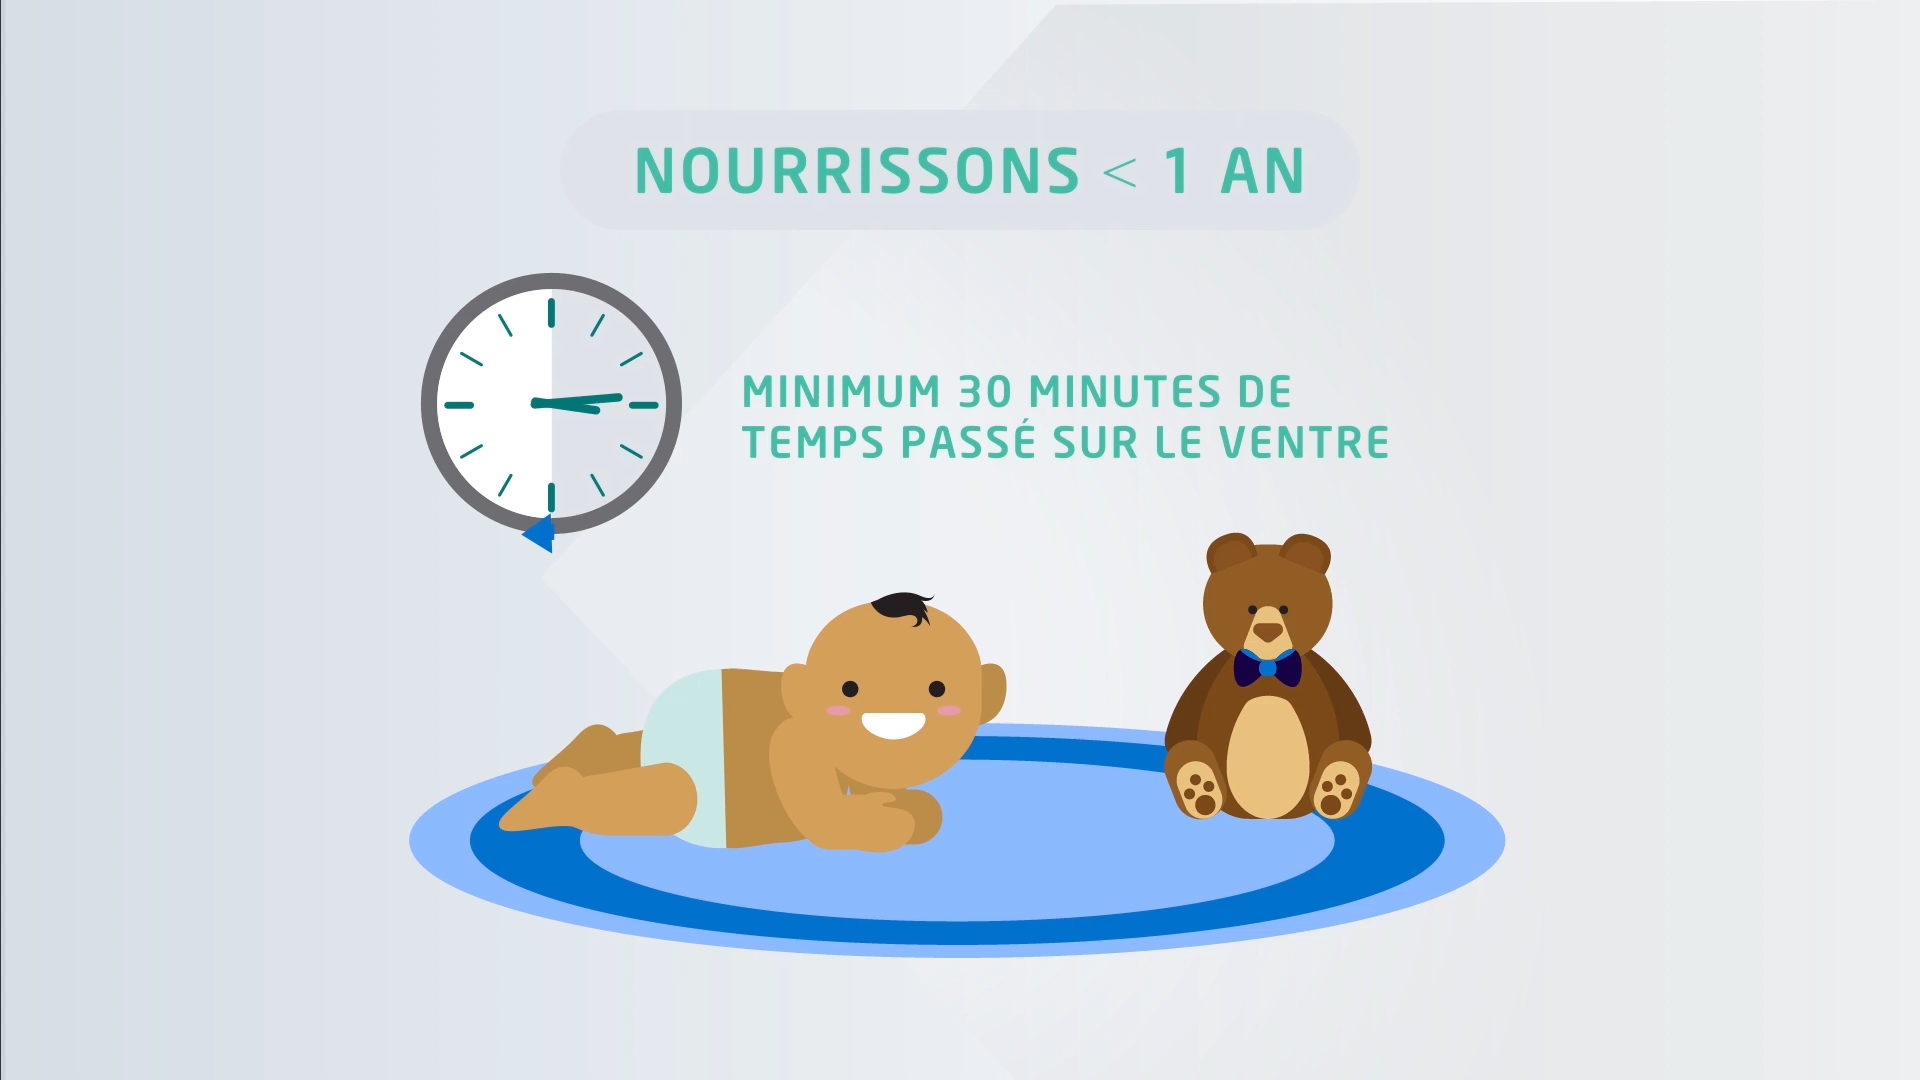 NOURRISSONS < 1 AN
MINIMUM 30 MINUTES DE
TEMPS PASSÉ SUR LE VENTRE